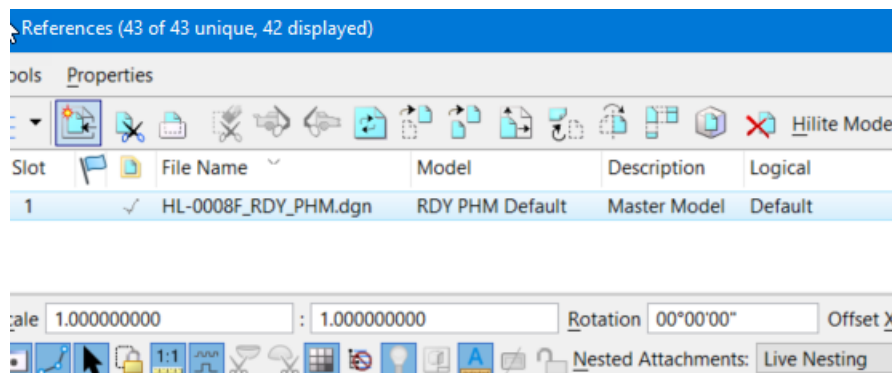 References (43 of 43 unique, 42 displayed)
ools Properties
Hilite Mode
Slot File Name Model Description Logical
1 HL-0008F_RDY_PHM.dgn RDY PHM Default Master Model Default
cale 1.000000000 : 1.000000000 Rotation 00°00'00" Offset X
1:1 A Nested Attachments: Live Nesting